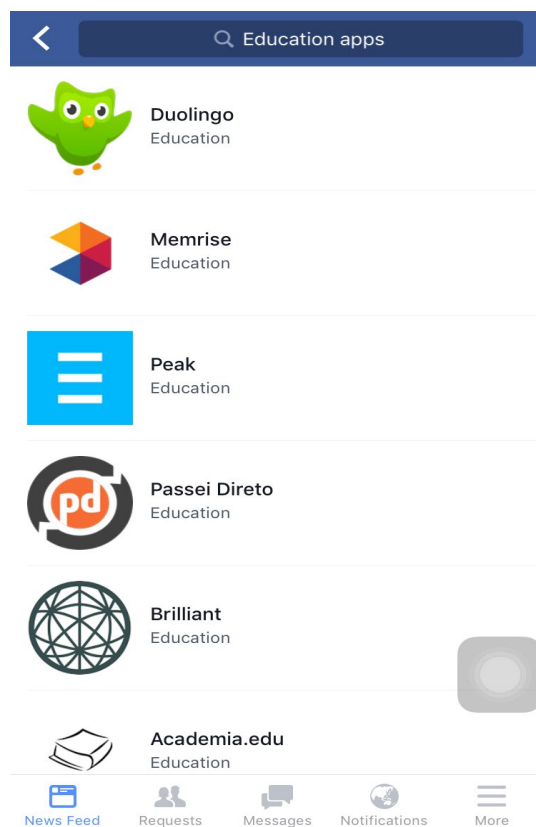 Education apps
Duolingo
Education
Memrise
Education
Peak
Education
Passei Direto
Education
pd
Brilliant
Education
Academia.edu
Education
News Feed
Requests
Messages
Notifications
More